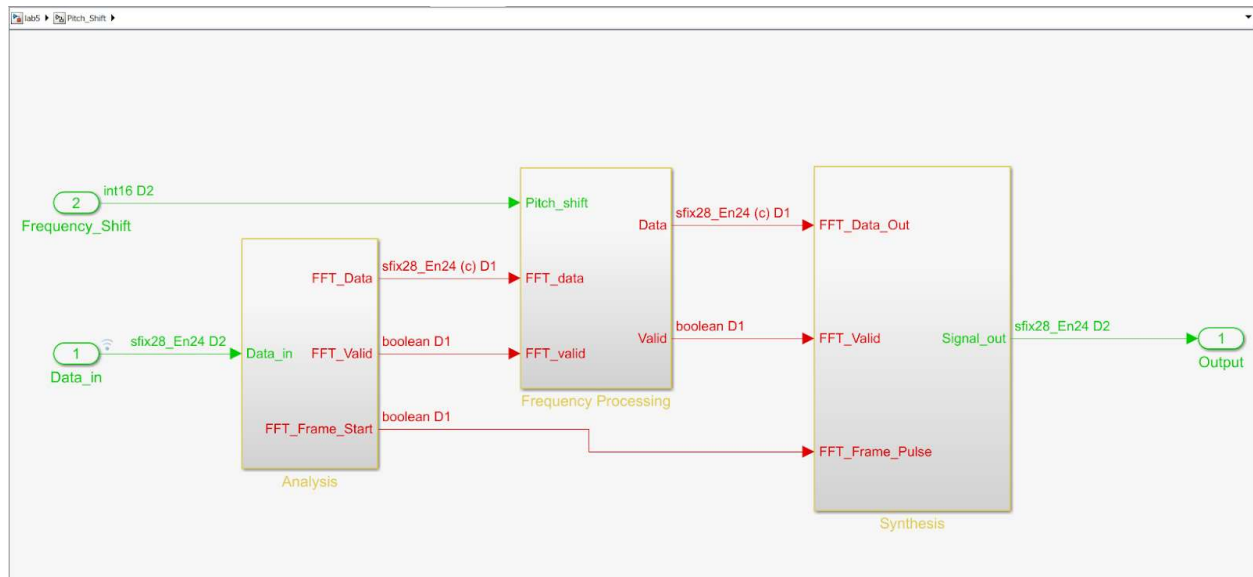 lab5 Pitch_Shift
int16 D2
2
Frequency_Shift
Pitch_shift
Data
sfix28_En24 (c) D1
FFT_Data_Out
FFT_Data
sfix28_En24 (c) D1
FFT_data
sfix28_En24 D2
1
Data_in
Data_in
FFT_Valid
boolean D1
FFT_valid
Valid
boolean D1
FFT_Valid
Signal_out
sfix28_En24 D2
1
Output
Frequency Processing
FFT_Frame_Start
boolean D1
FFT_Frame_Pulse
Analysis
Synthesis